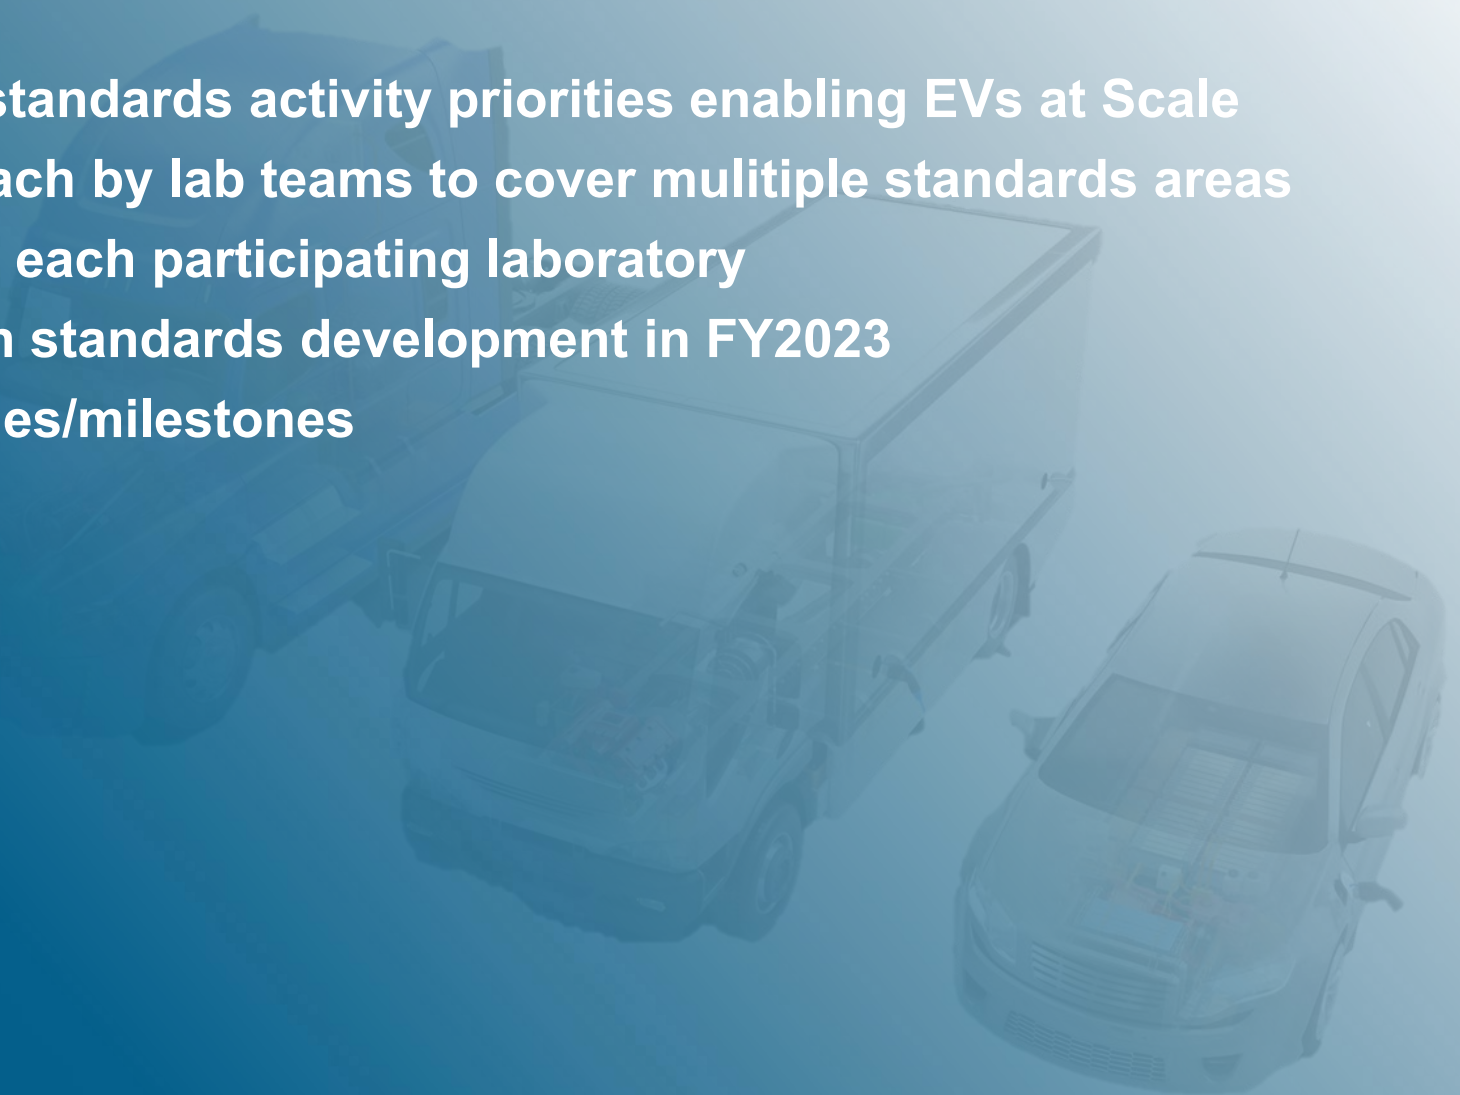 standards activity priorities enabling EVs at Scale
ach by lab teams to cover mulitiple standards areas
each participating laboratory
n standards development in FY2023
es/milestones